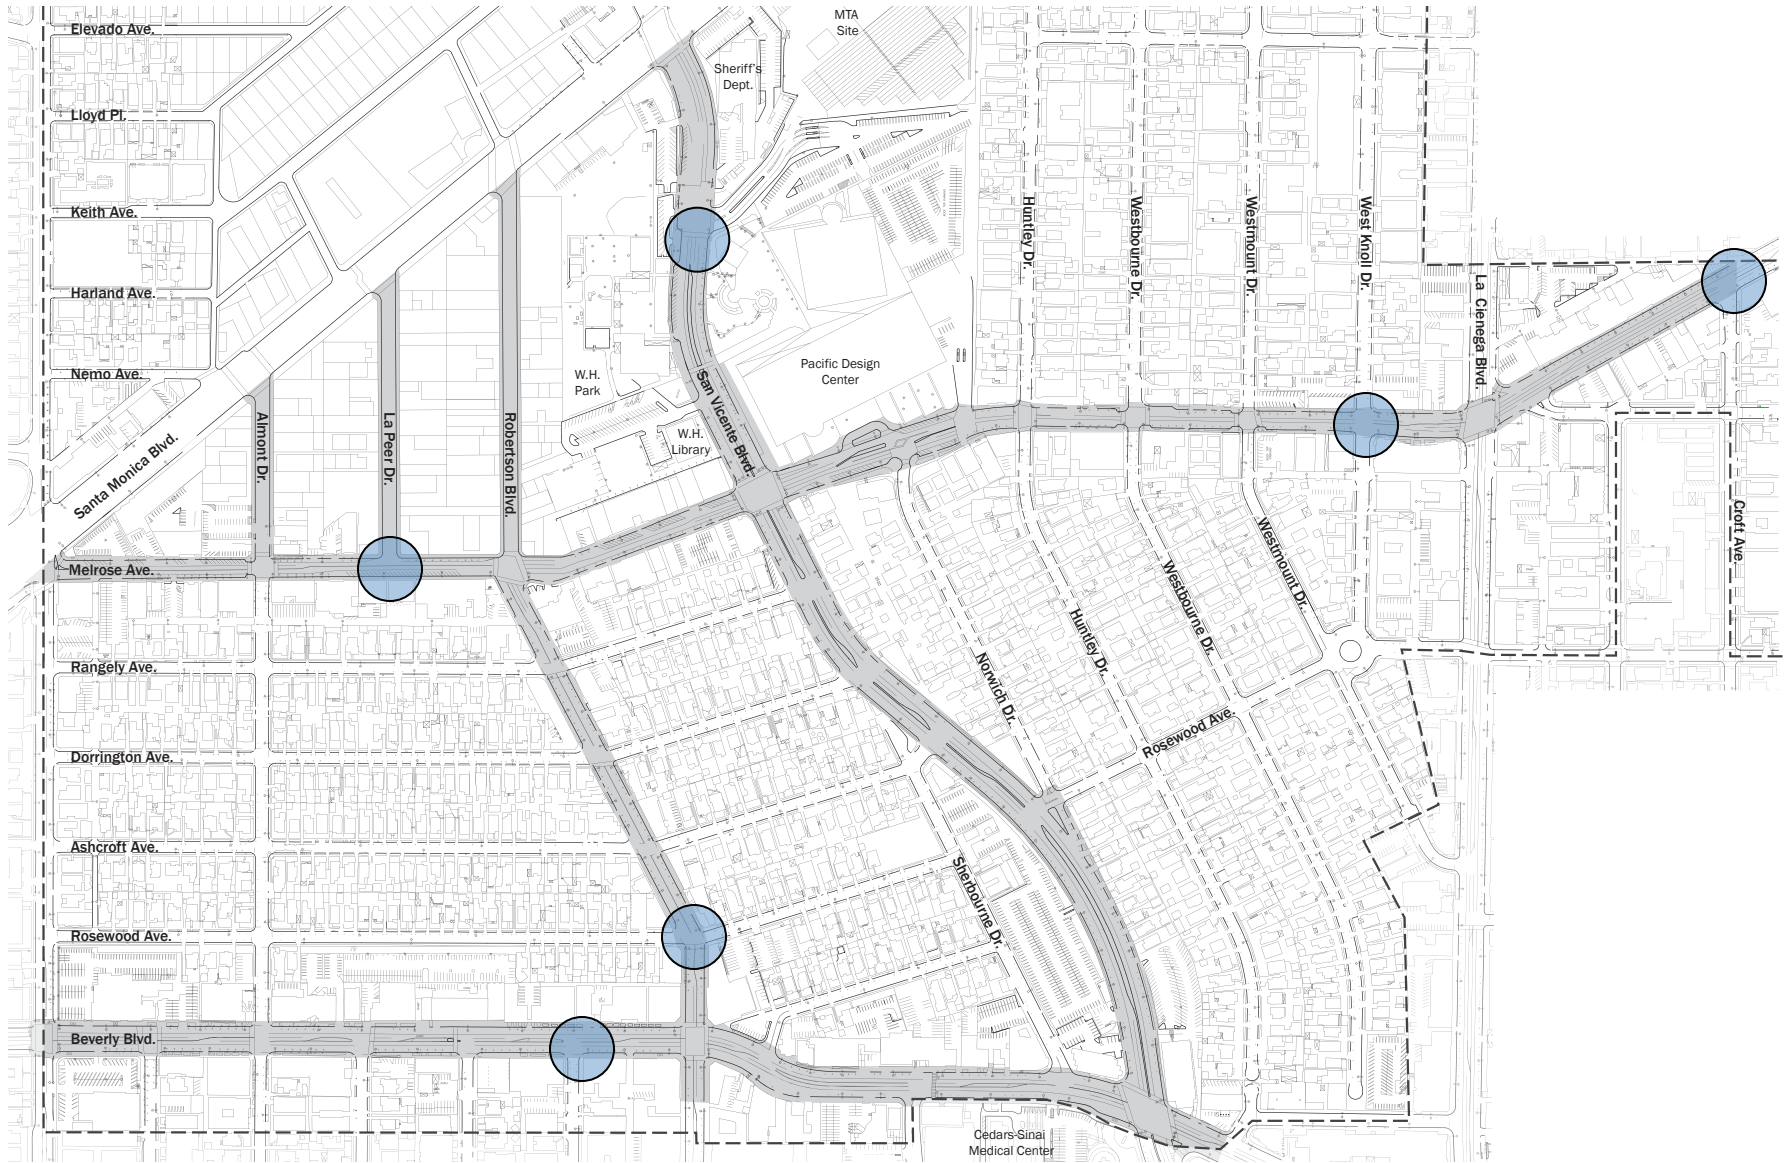 Elevado Ave.
MTA
Site
Sheriff's
Dept.
Lloyd Pl.
Keith Ave.
Huntley Dr.
Westbourne Dr.
Westmount Dr.
West Knoll Dr.
Harland Ave.
La Cienega Blvd.
Nemo Ave.
W.H.
Park
Pacific Design
Center
San Vicente Blvd.
W.H.
Library
Santa Monica Blvd.
Almont Dr.
La Peer Dr.
Robertson Blvd.
Croft Ave.
Westmount Dr.
Melrose Ave.
Westbourne Dr.
Huntley Dr.
Norwich Dr.
Rangely Ave.
Rosewood Ave.
Dorrington Ave.
Ashcroft Ave.
Sherbourne Dr.
Rosewood Ave.
Beverly Blvd.
Cedars-Sinai
Medical Center